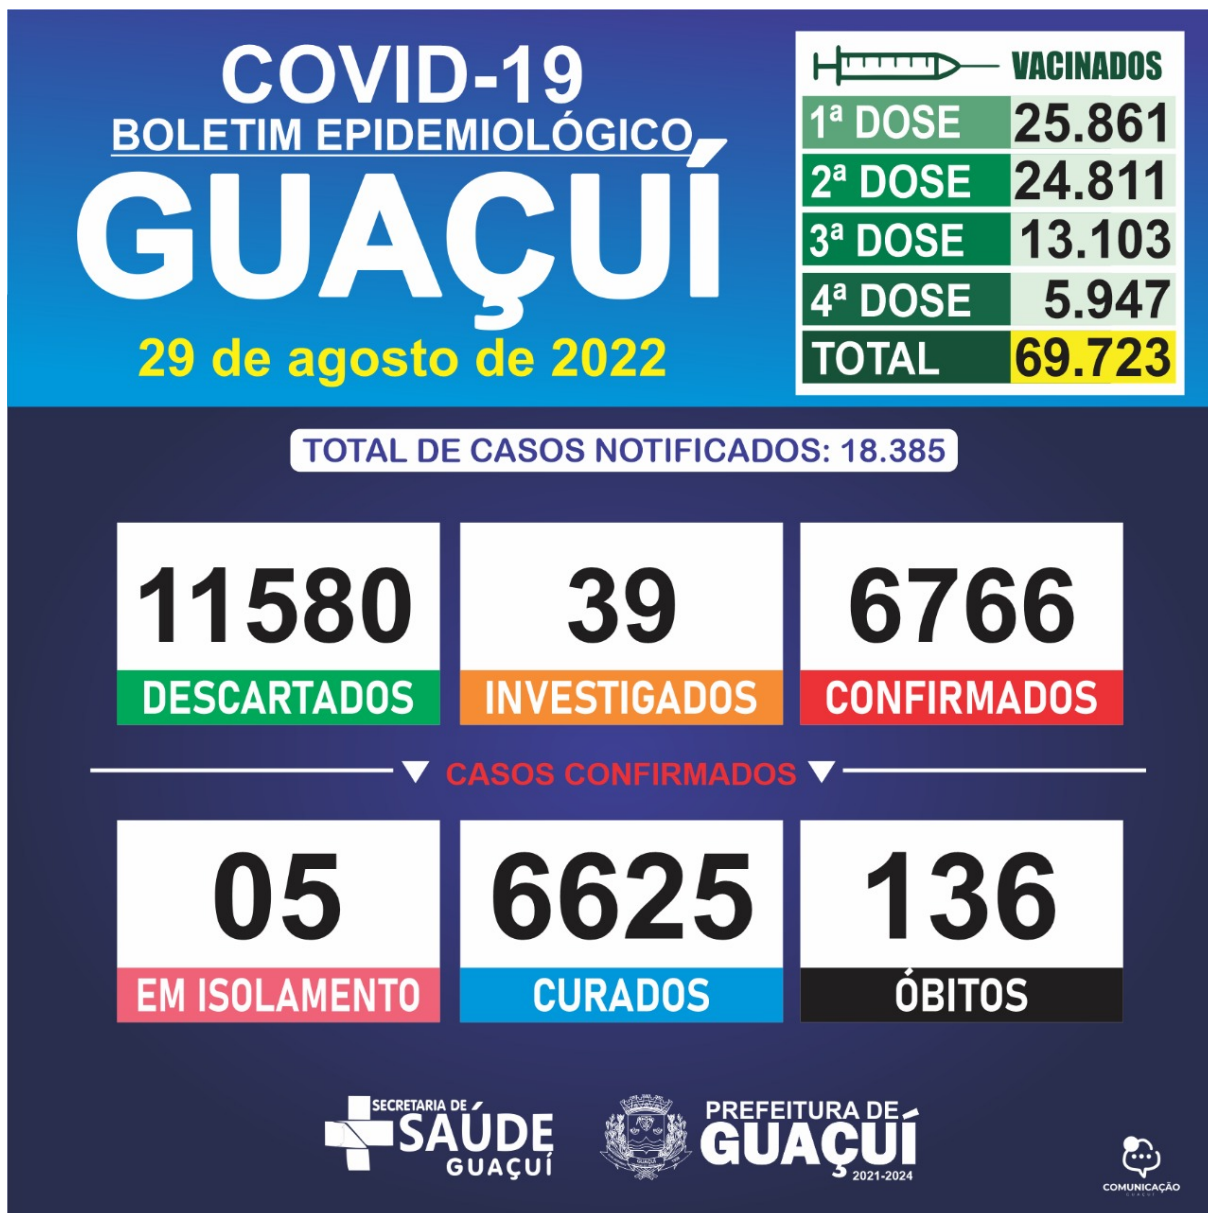 COVID-19
BOLETIM EPIDEMIOLÓGICO
GUAÇUÍ
29 de agosto de 2022
VACINADOS
1ª DOSE 25.861
2ª DOSE 24.811
3ª DOSE 13.103
4ª DOSE 5.947
TOTAL 69.723
TOTAL DE CASOS NOTIFICADOS: 18.385
11580
DESCARTADOS
39
INVESTIGADOS
6766
CONFIRMADOS
CASOS CONFIRMADOS
05
EM ISOLAMENTO
6625
CURADOS
136
ÓBITOS
SECRETARIA DE
SAÚDE
GUAÇUÍ
PREFEITURA DE
GUAÇUÍ
2021-2024
COMUNICAÇÃO
GUAÇUÍ